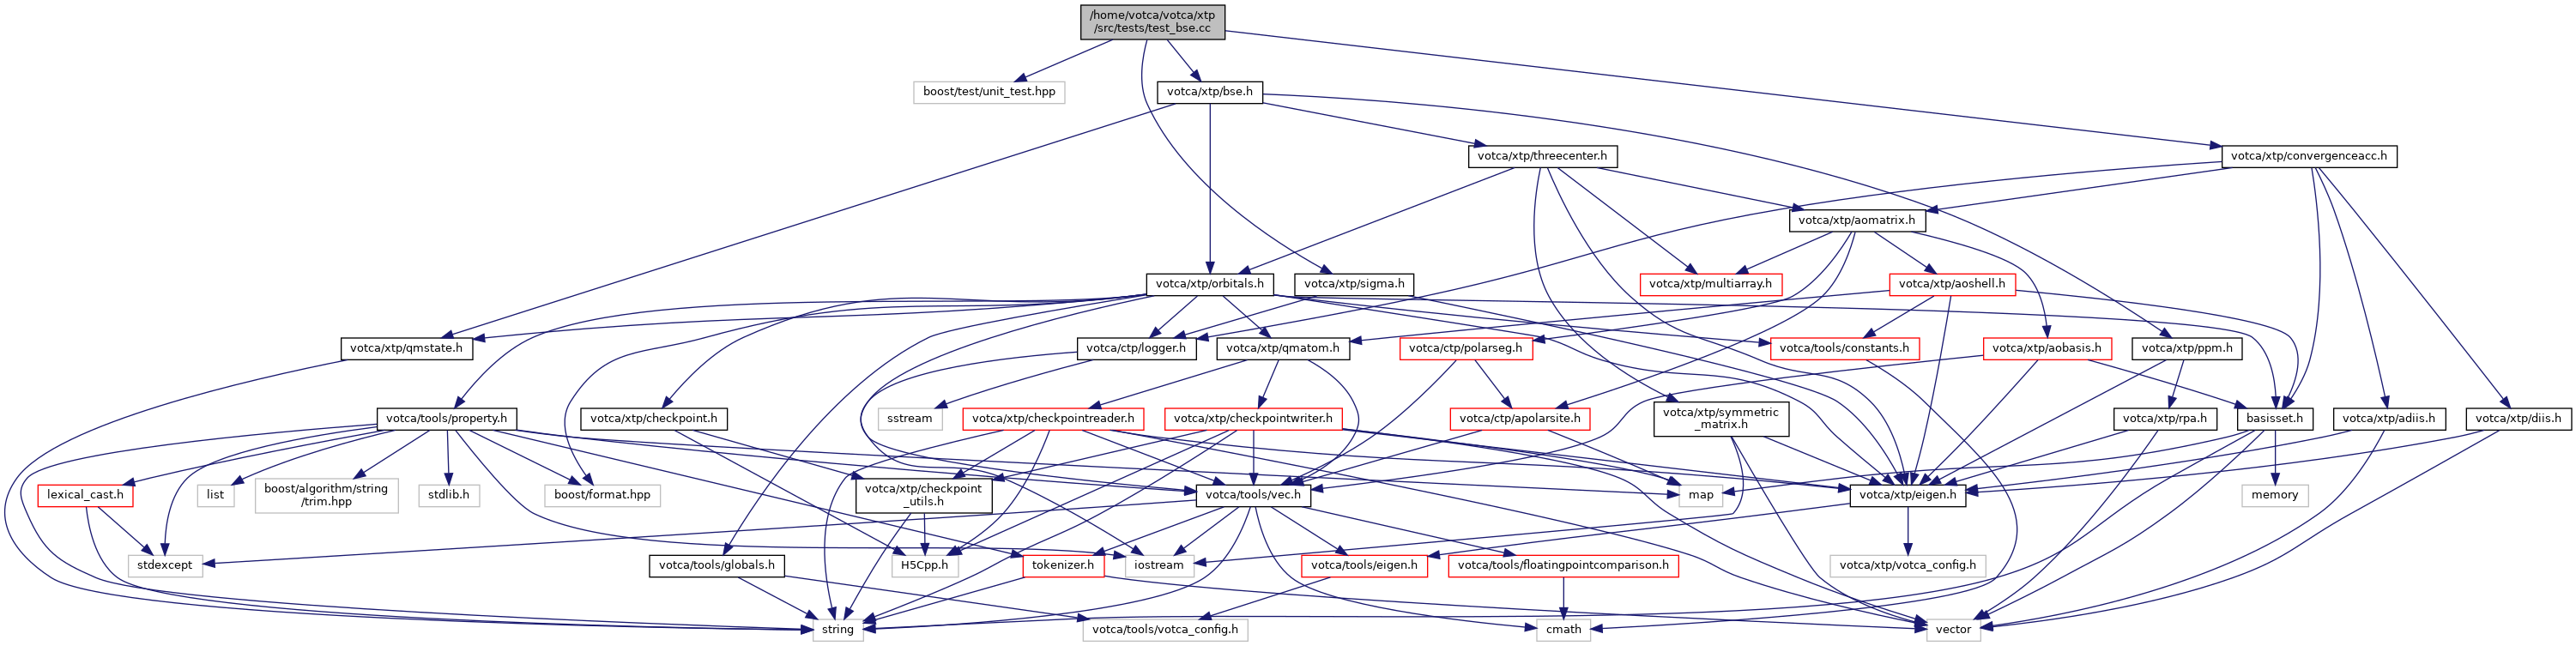 /home/votca/votca/xtp
/src/tests/test_bse.cc
boost/test/unit_test.hpp
votca/xtp/bse.h
votca/xtp/threecenter.h
votca/xtp/convergenceacc.h
votca/xtp/aomatrix.h
votca/xtp/orbitals.h
votca/xtp/sigma.h
votca/xtp/multiarray.h
votca/xtp/aoshell.h
votca/xtp/qmstate.h
votca/ctp/logger.h
votca/xtp/qmatom.h
votca/ctp/polarseg.h
votca/tools/constants.h
votca/xtp/aobasis.h
votca/xtp/ppm.h
votca/tools/property.h
votca/xtp/checkpoint.h
sstream
votca/xtp/checkpointreader.h
votca/xtp/checkpointwriter.h
votca/ctp/apolarsite.h
votca/xtp/symmetric
_matrix.h
votca/xtp/rpa.h
basisset.h
votca/xtp/adiis.h
votca/xtp/diis.h
lexical_cast.h
list
boost/algorithm/string
/trim.hpp
stdlib.h
boost/format.hpp
votca/xtp/checkpoint
_utils.h
votca/tools/vec.h
map
votca/xtp/eigen.h
memory
stdexcept
votca/tools/globals.h
H5Cpp.h
iostream
tokenizer.h
votca/tools/eigen.h
votca/tools/floatingpointcomparison.h
votca/xtp/votca_config.h
string
votca/tools/votca_config.h
cmath
vector